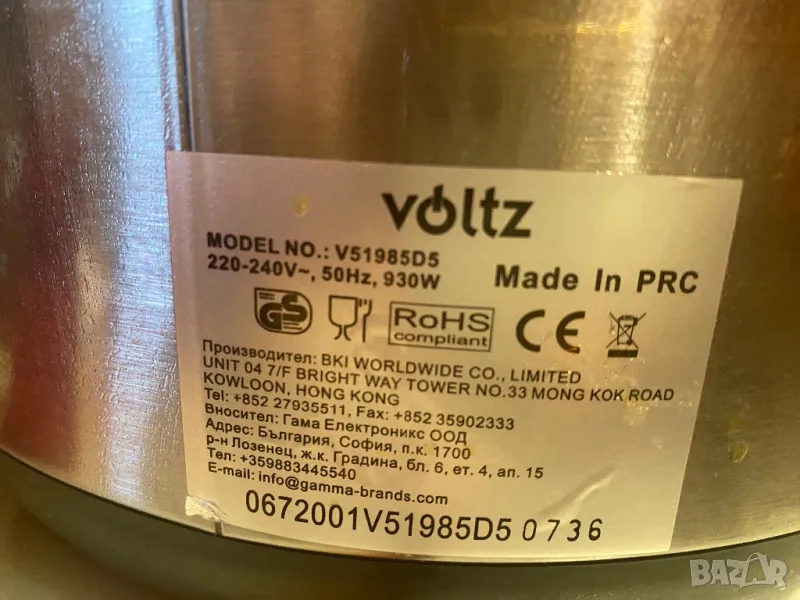 voltz
MODEL NO.: V51985D5
220-240V~, 50Hz, 930W
Made In PRC
GS
RoHS
compliant
CE
Производител: BKI WORLDWIDE CO., LIMITED
UNIT 04 7/F BRIGHT WAY TOWER NO.33 MONG KOK ROAD
KOWLOON, HONG KONG
Tel: +852 27935511, Fax: +852 35902333
Вносител: Гама Електроникс ООД
Адрес: България, София, п.к. 1700
р-н Лозенец, ж.к. Градина, бл. 6, ет. 4, ап. 15
Тел: +359883445540
E-mail: info@gamma-brands.com
0672001V51985D5 0736
BAZAR